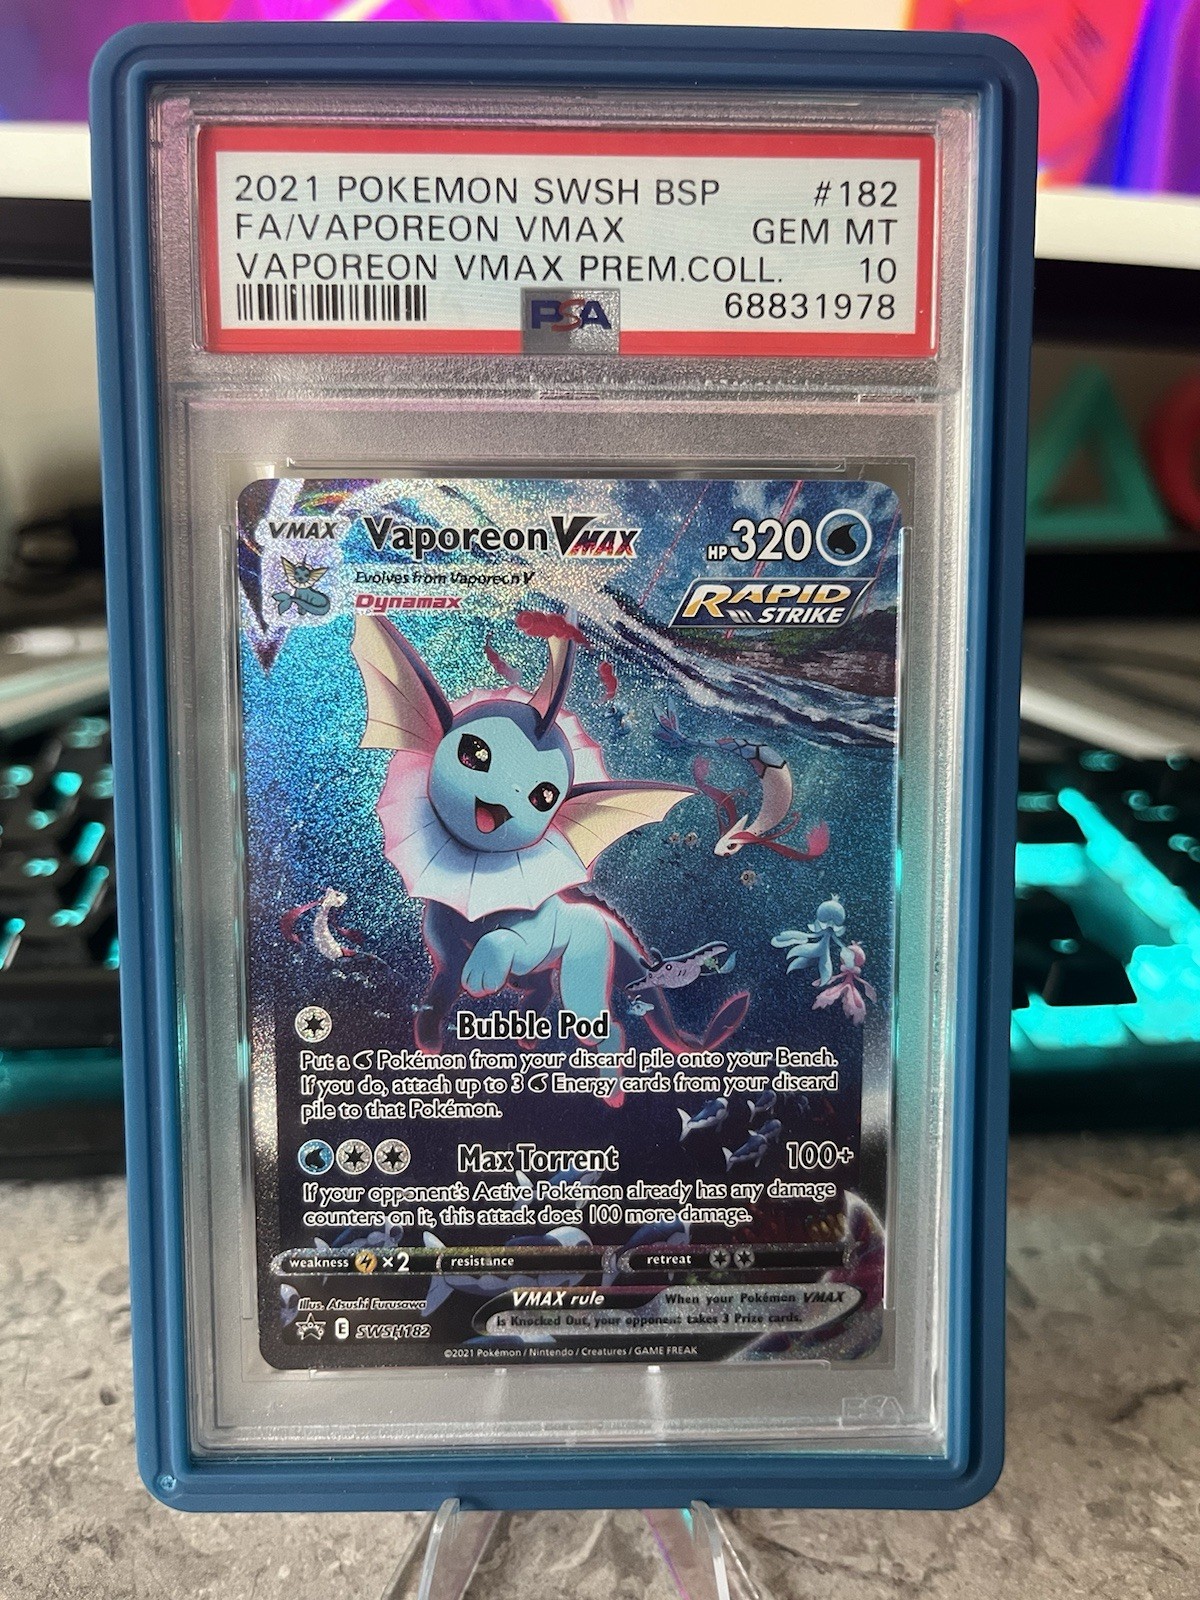 2021 POKEMON SWSH BSP #182
FA/VAPOREON VMAX GEM MT
VAPOREON VMAX PREM.COLL. 10
PSA 68831978
VMAX Vaporeon VMAX HP 320
Evolves from Vaporeon V
Dynamax
RAPID
STRIKE
Bubble Pod
Put a Pokémon from your discard pile onto your Bench.
If you do, attach up to 3 Energy cards from your discard
pile to that Pokémon.
Max Torrent 100+
If your opponent's Active Pokémon already has any damage
counters on it, this attack does 100 more damage.
weakness ×2 resistance retreat
Illus. Atsushi Furusawa
VMAX rule When your Pokémon VMAX
is Knocked Out, your opponent takes 3 Prize cards.
E SWSH182
©2021 Pokémon / Nintendo / Creatures / GAME FREAK
PSA